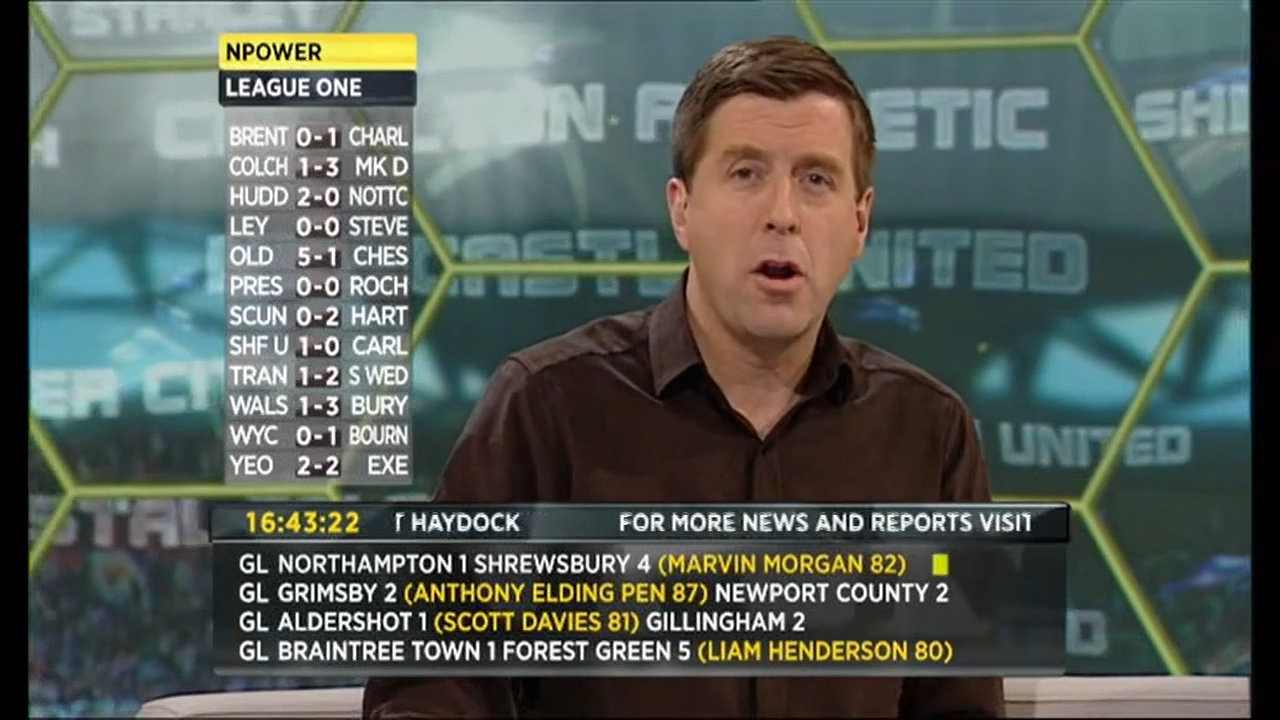 STANLEY
NPOWER
LEAGUE ONE
BRENT 0-1 CHARL
COLCH 1-3 MK D
HUDD 2-0 NOTTC
LEY 0-0 STEVE
OLD 5-1 CHES
PRES 0-0 ROCH
SCUN 0-2 HART
SHF U 1-0 CARL
TRAN 1-2 S WED
WALS 1-3 BURY
WYC 0-1 BOURN
YEO 2-2 EXE
ETIC
UNITED
UNITED
16:43:22 T HAYDOCK FOR MORE NEWS AND REPORTS VISIT
GL NORTHAMPTON 1 SHREWSBURY 4 (MARVIN MORGAN 82)
GL GRIMSBY 2 (ANTHONY ELDING PEN 87) NEWPORT COUNTY 2
GL ALDERSHOT 1 (SCOTT DAVIES 81) GILLINGHAM 2
GL BRAINTREE TOWN 1 FOREST GREEN 5 (LIAM HENDERSON 80)